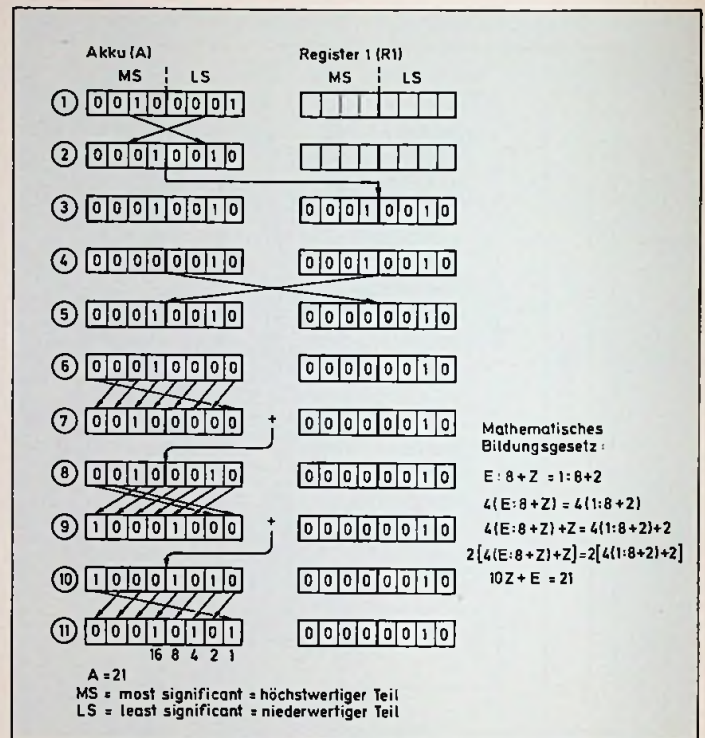 Akku (A) Register 1 (R1)
MS LS MS LS
1 0 0 1 0 0 0 0 1
2 0 0 0 1 0 0 1 0
3 0 0 0 1 0 0 1 0 0 0 0 1 0 0 1 0
4 0 0 0 0 0 0 1 0 0 0 0 1 0 0 1 0
5 0 0 0 1 0 0 1 0 0 0 0 0 0 0 1 0
6 0 0 0 1 0 0 0 0 0 0 0 0 0 0 1 0
7 0 0 1 0 0 0 0 0 + 0 0 0 0 0 0 1 0
8 0 0 1 0 0 0 1 0 0 0 0 0 0 0 1 0
9 1 0 0 0 1 0 0 0 + 0 0 0 0 0 0 1 0
10 1 0 0 0 1 0 1 0 0 0 0 0 0 0 1 0
11 0 0 0 1 0 1 0 1 0 0 0 0 0 0 1 0
16 8 4 2 1
Mathematisches
Bildungsgesetz:
E:8+Z = 1:8+2
4(E:8+Z) = 4(1:8+2)
4(E:8+Z)+Z = 4(1:8+2)+2
2[4(E:8+Z)+Z]=2[4(1:8+2)+2]
10Z+E = 21
A = 21
MS = most significant = höchstwertiger Teil
LS = least significant = niederwertiger Teil